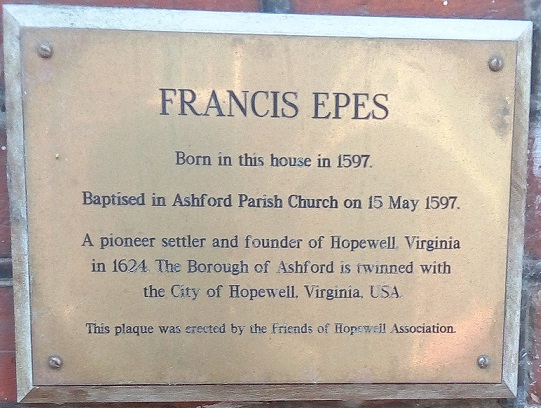 FRANCIS EPES
Born in this house in 1597.
Baptised in Ashford Parish Church on 15 May 1597.
A pioneer settler and founder of Hopewell, Virginia
in 1624. The Borough of Ashford is twinned with
the City of Hopewell, Virginia, USA.
This plaque was erected by the Friends of Hopewell Association.